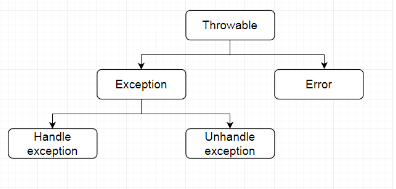 Throwable
Exception
Error
Handle
exception
Unhandle
exception